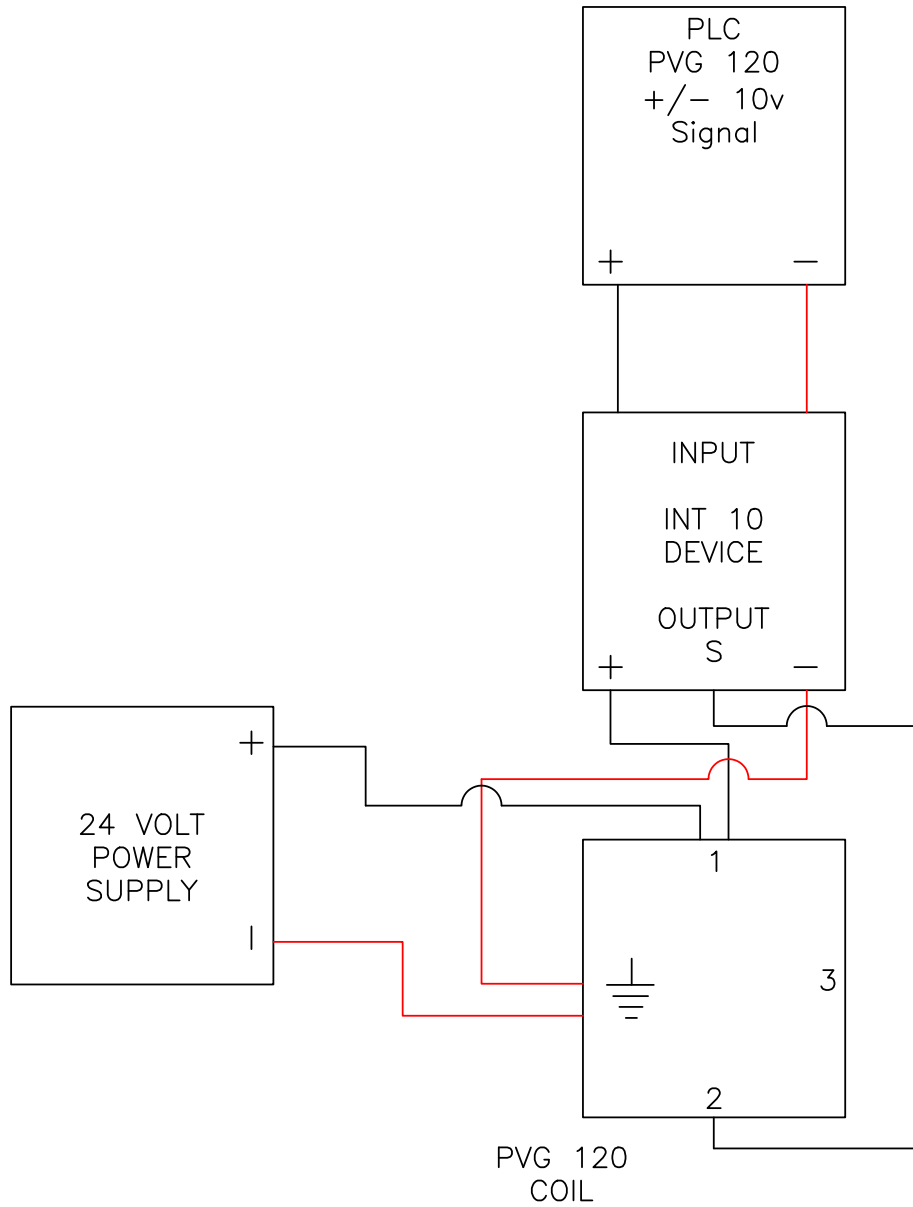 PLC
PVG 120
+/- 10v
Signal
+ -
INPUT
INT 10
DEVICE
OUTPUT
S
+ -
+
24 VOLT
POWER
SUPPLY
|
1
3
2
PVG 120
COIL